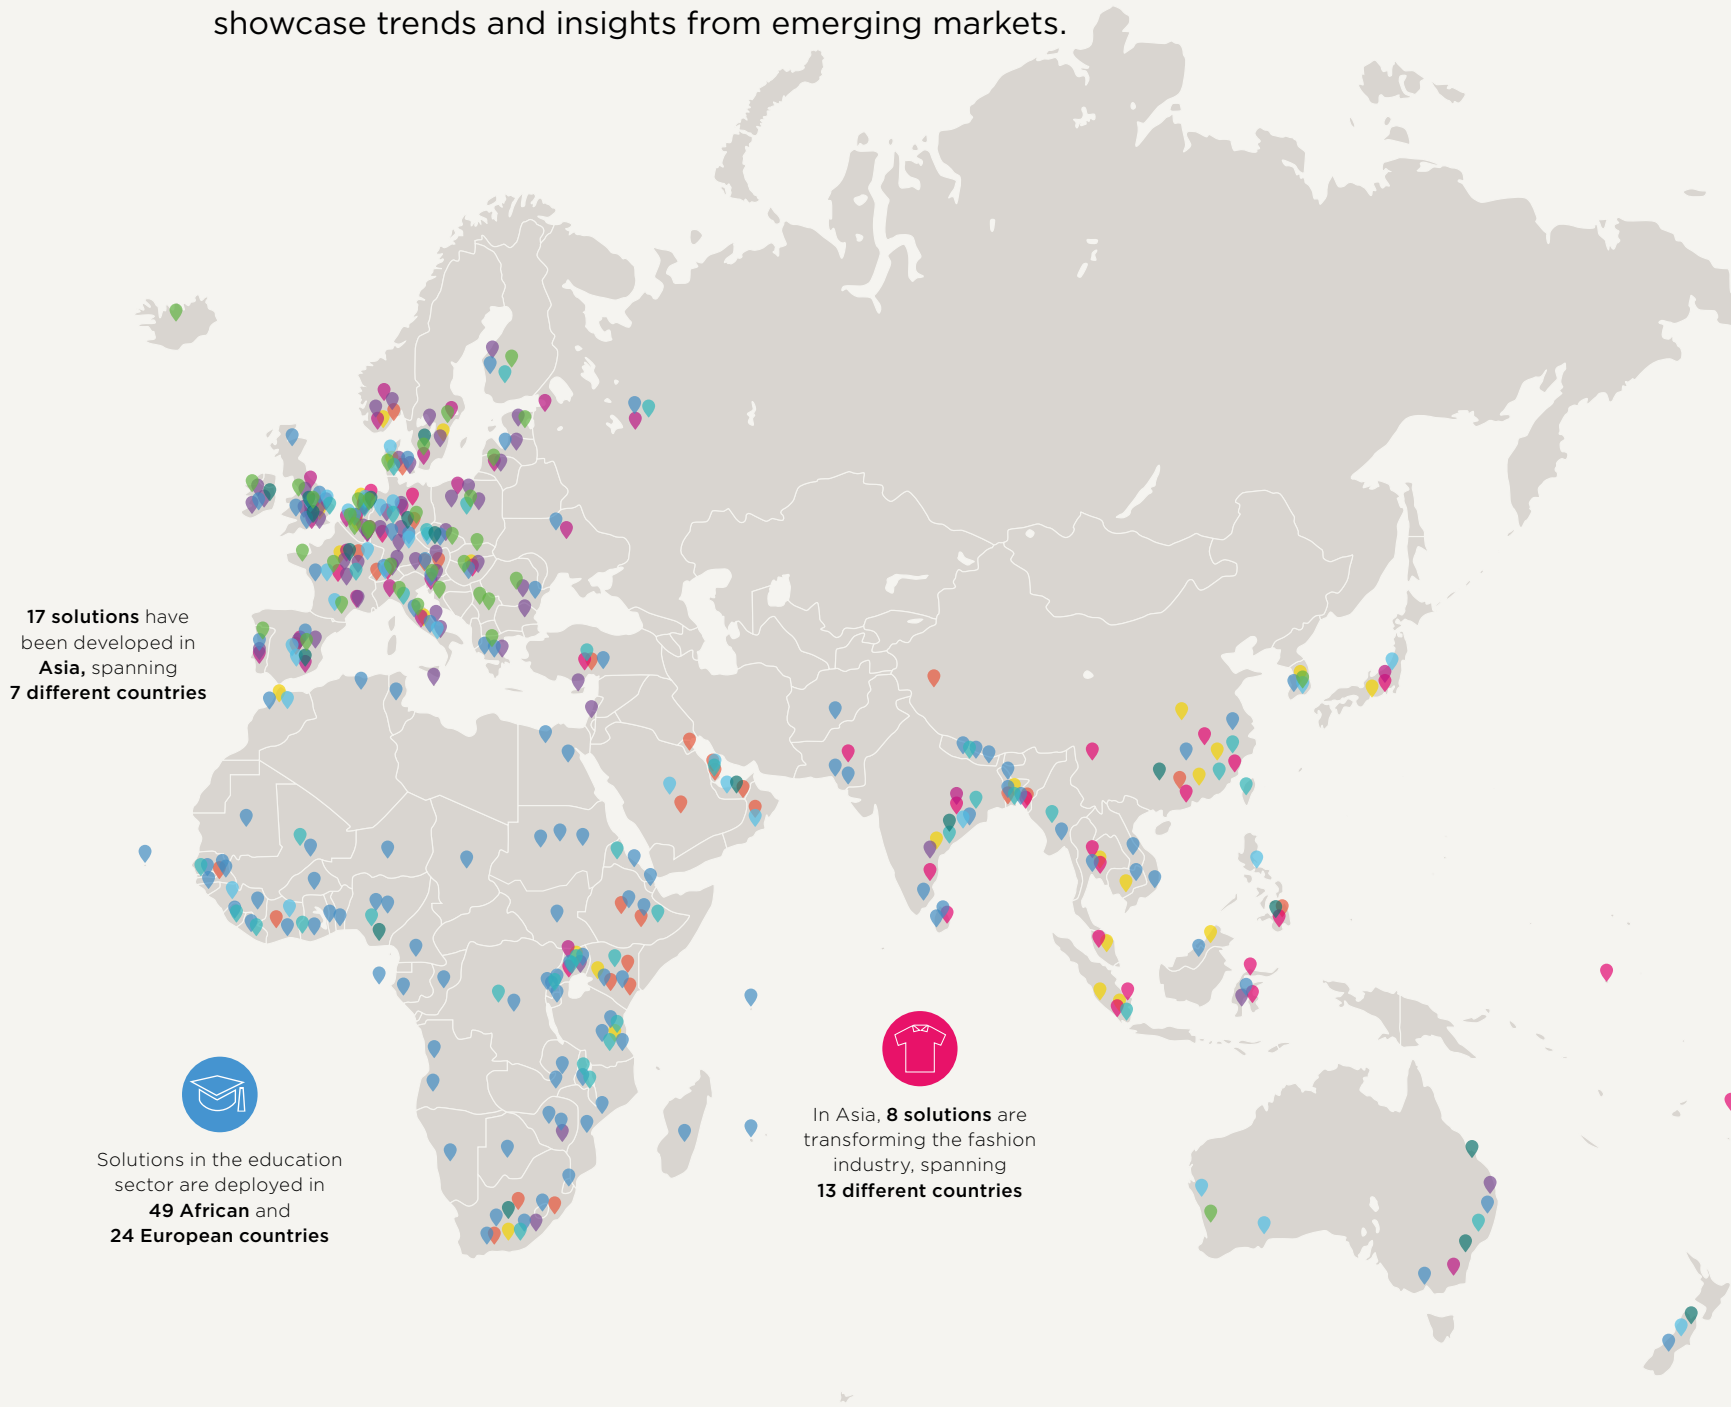 showcase trends and insights from emerging markets.
17 solutions have
been developed in
Asia, spanning
7 different countries
Solutions in the education
sector are deployed in
49 African and
24 European countries
In Asia, 8 solutions are
transforming the fashion
industry, spanning
13 different countries